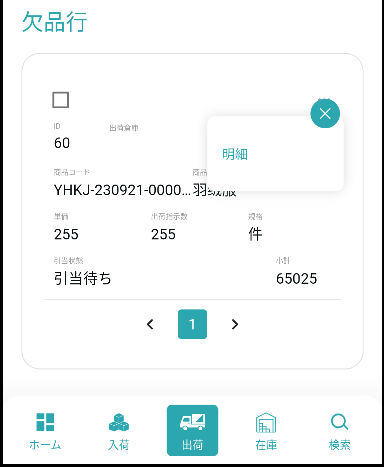 欠品行
ID
出荷倉庫
60
明細
商品コード
商品
YHKJ-230921-0000...
羽绒服
単価
出荷指示数
規格
255
255
件
引当状態
小計
引当待ち
65025
1
ホーム
入荷
出荷
在庫
検索